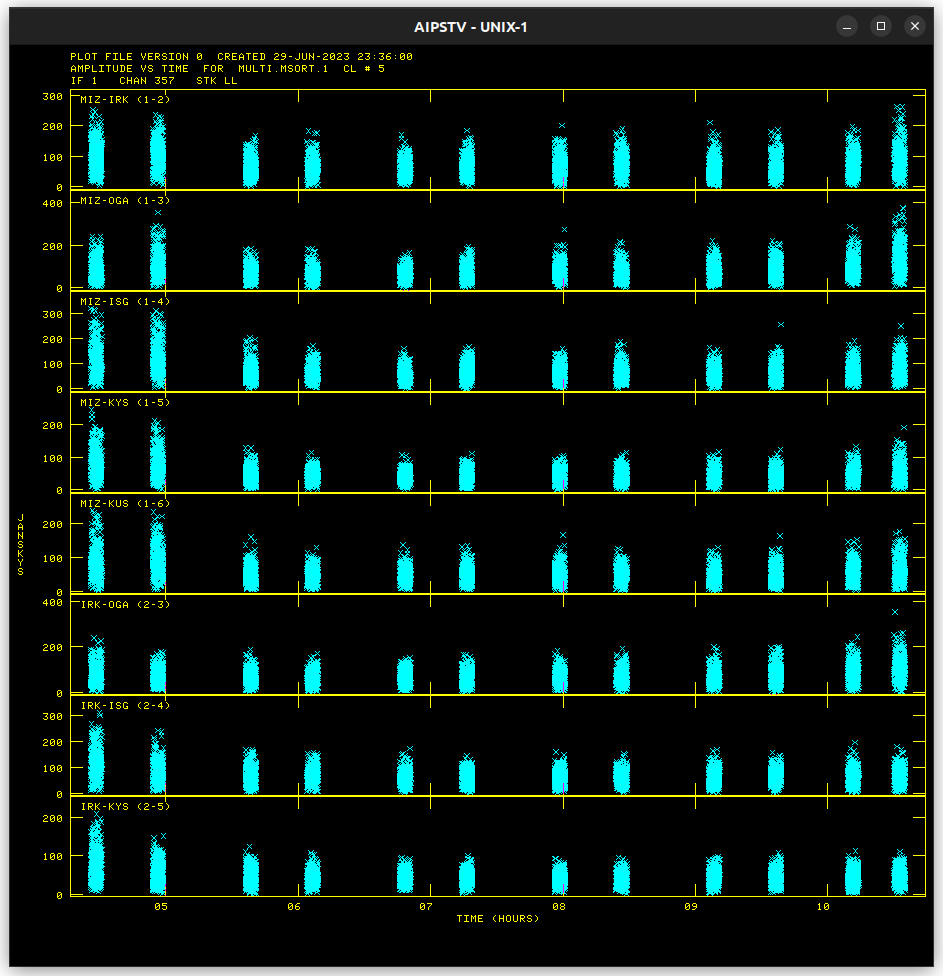 AIPSTV - UNIX-1
PLOT FILE VERSION 0 CREATED 29-JUN-2023 23:36:00
AMPLITUDE VS TIME FOR MULTI.MSORT.1 CL # 5
IF 1 CHAN 357 STK LL
MIZ-IRK (1-2)
300
200
100
0
MIZ-OGA (1-3)
400
200
0
MIZ-ISG (1-4)
300
200
100
0
MIZ-KYS (1-5)
200
100
0
MIZ-KUS (1-6)
200
100
0
JANSKYS
IRK-OGA (2-3)
400
200
0
IRK-ISG (2-4)
300
200
100
0
IRK-KYS (2-5)
200
100
0
05 06 07 08 09 10
TIME (HOURS)